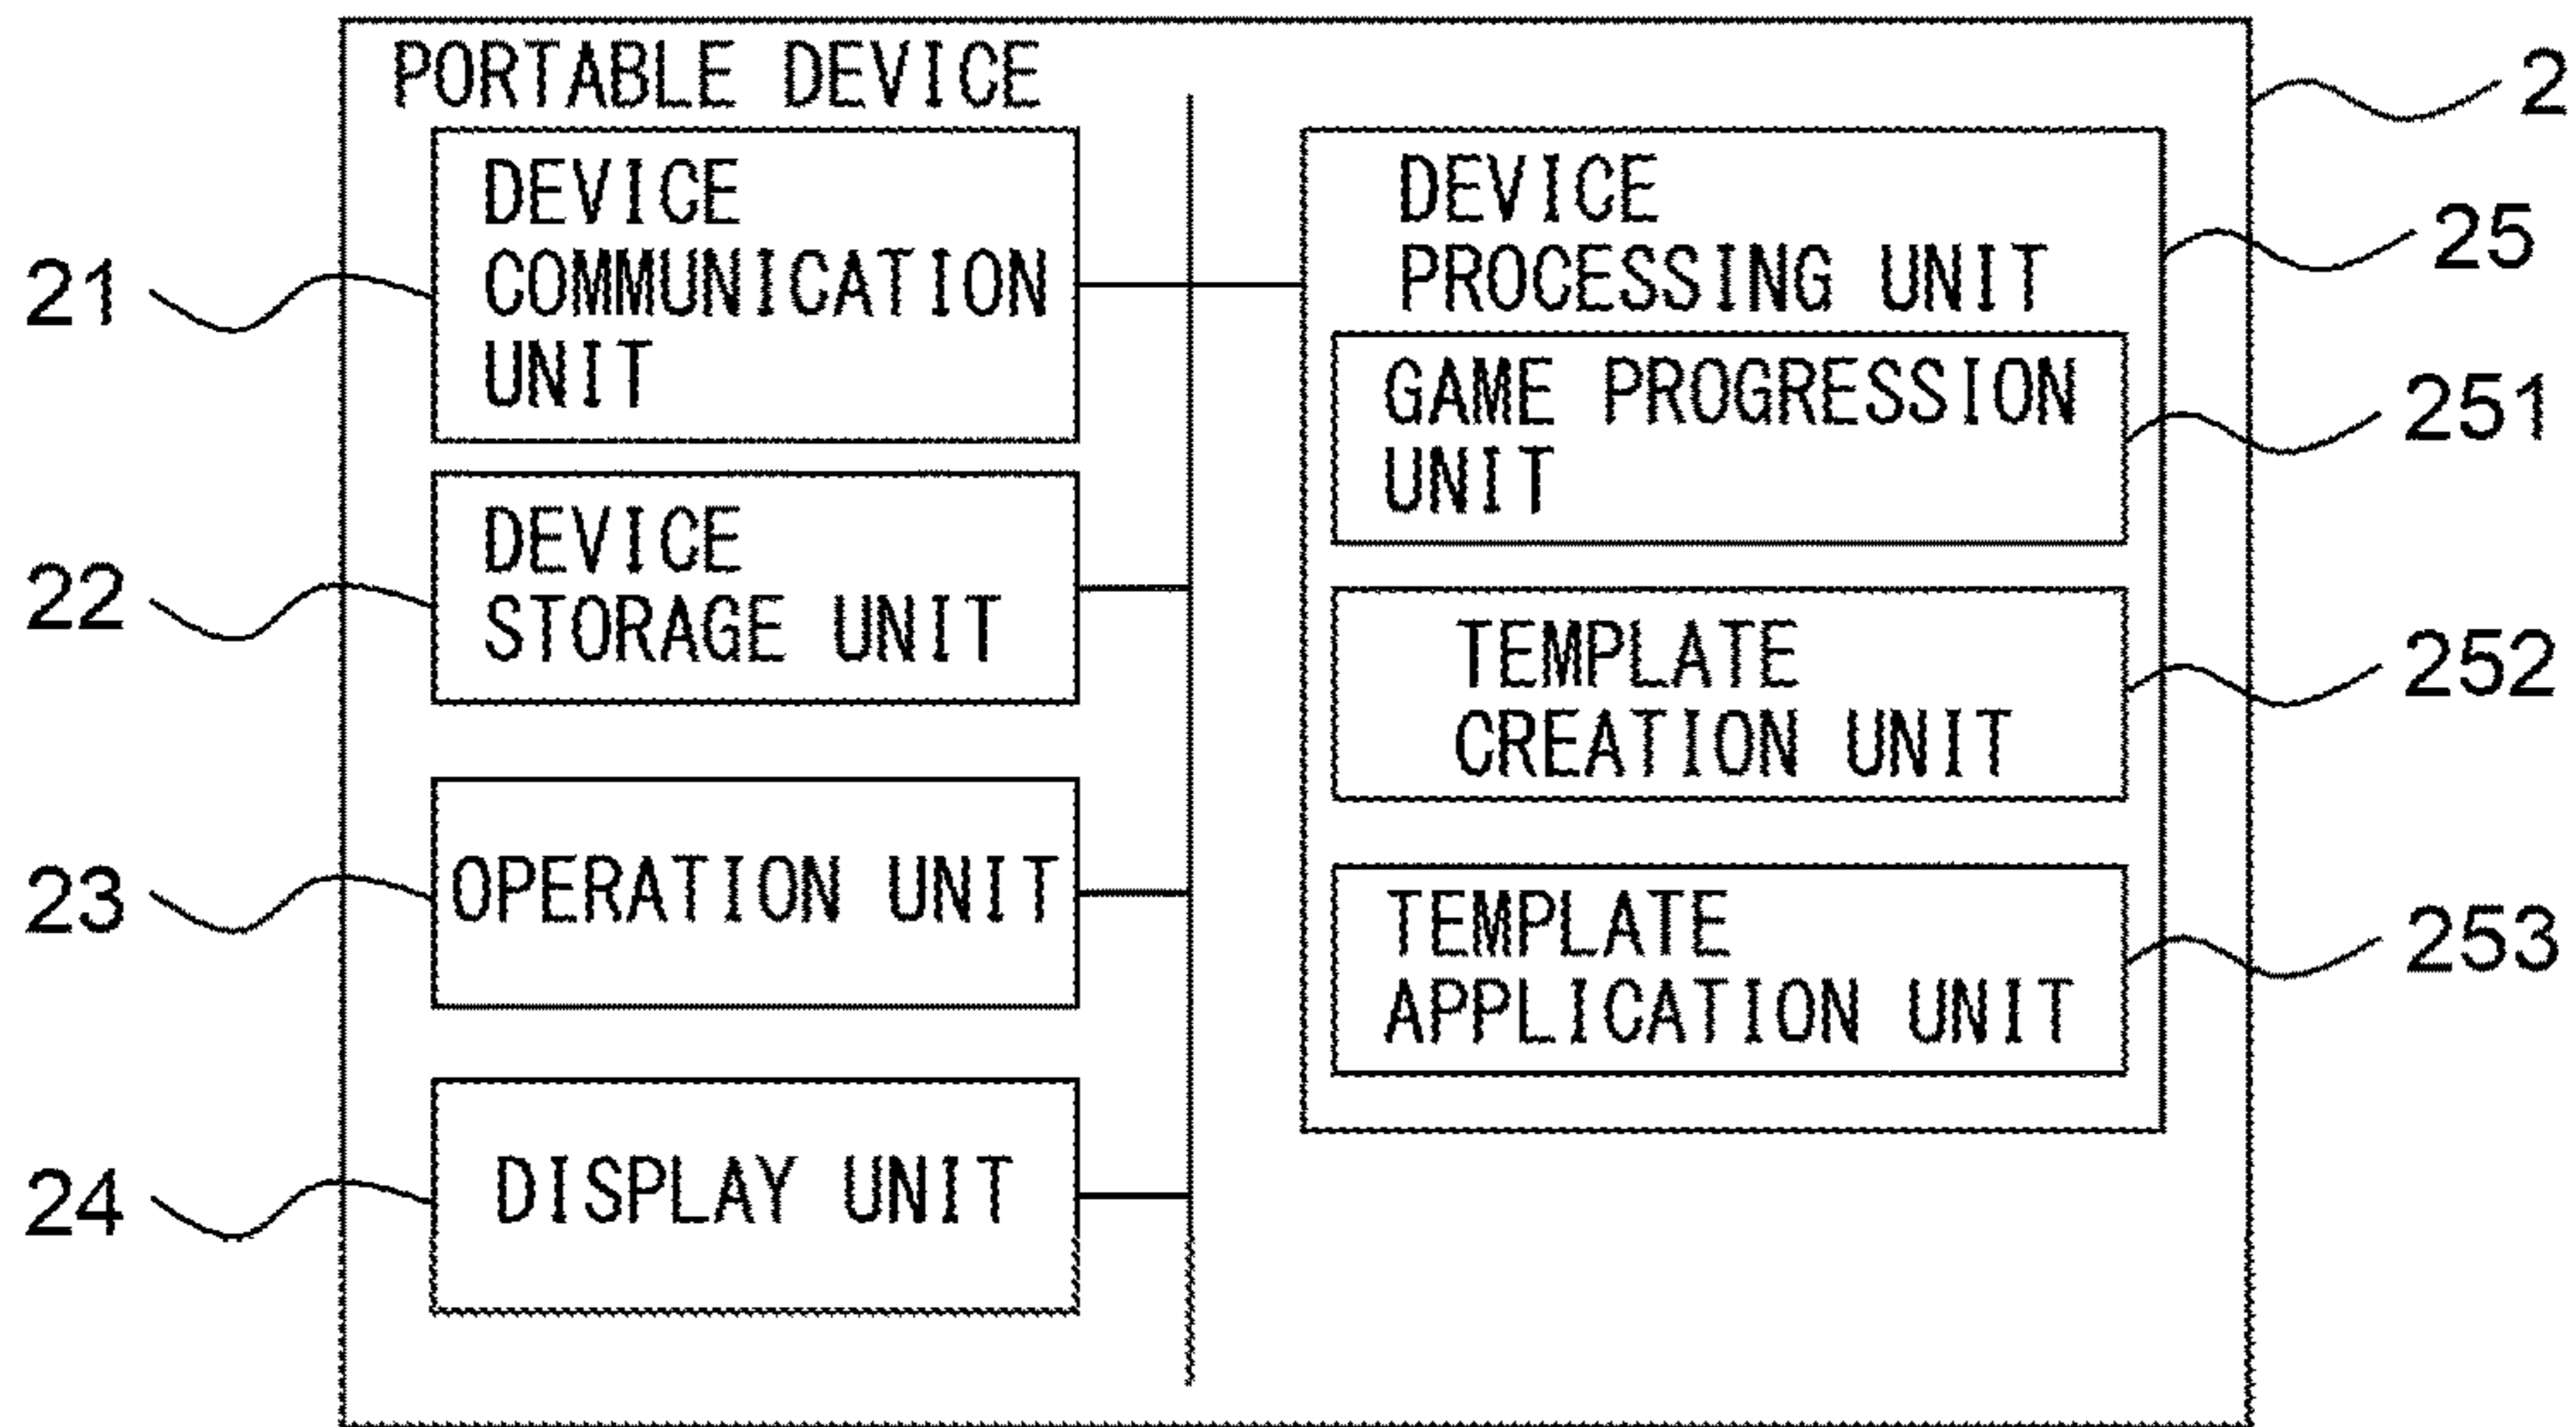 PORTABLE DEVICE
2
21
DEVICE
COMMUNICATION
UNIT
22
DEVICE
STORAGE UNIT
23
OPERATION UNIT
24
DISPLAY UNIT
DEVICE
PROCESSING UNIT
25
GAME PROGRESSION
UNIT
251
TEMPLATE
CREATION UNIT
252
TEMPLATE
APPLICATION UNIT
253